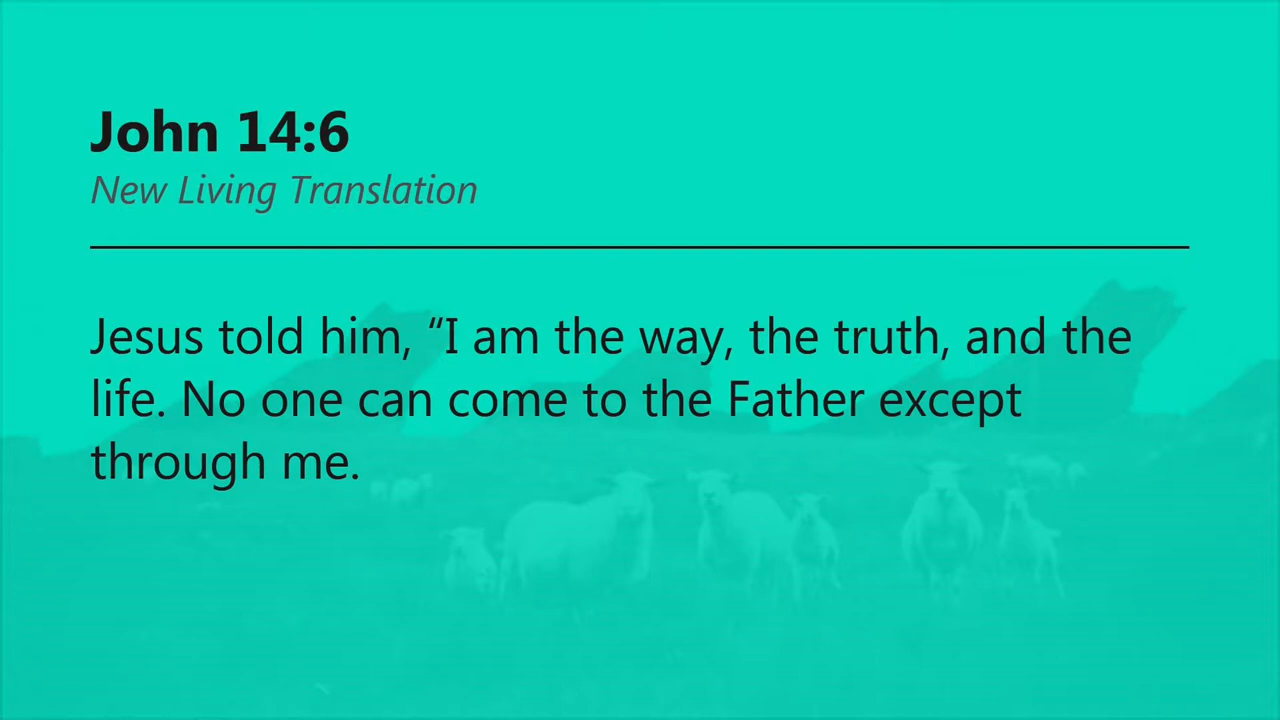 John 14:6
New Living Translation
Jesus told him, “I am the way, the truth, and the
life. No one can come to the Father except
through me.